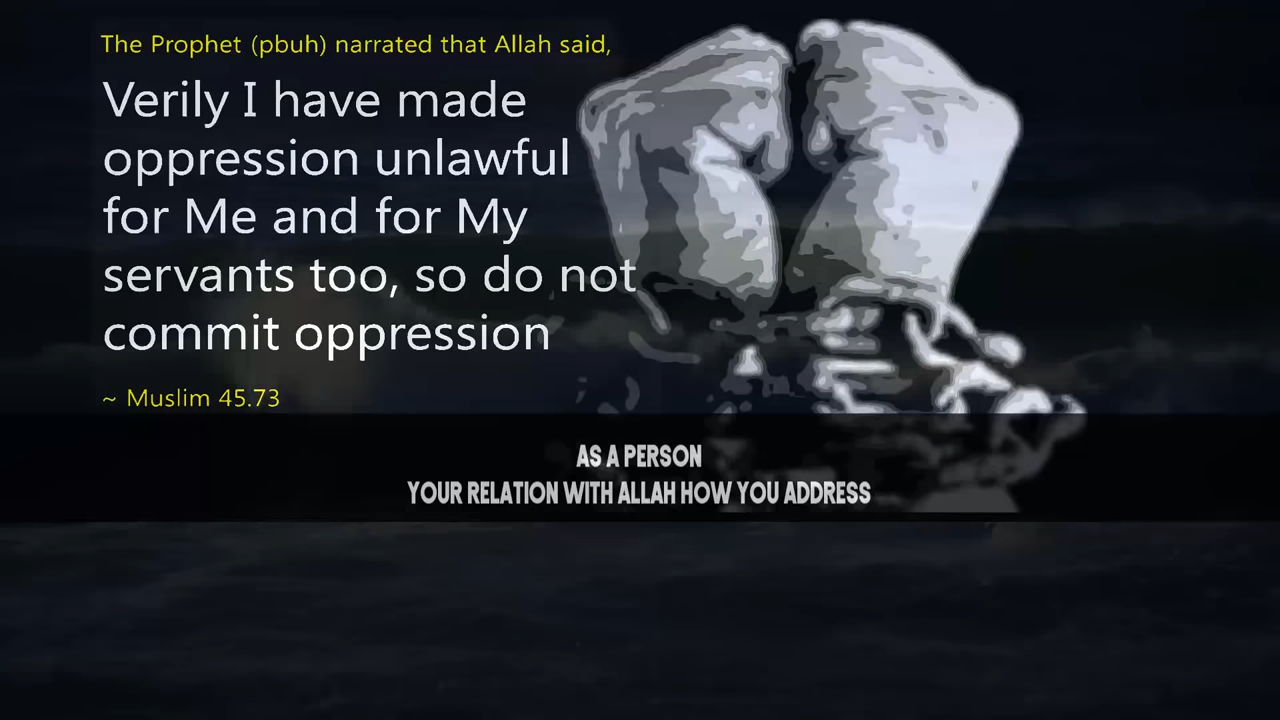 The Prophet (pbuh) narrated that Allah said,
Verily I have made
oppression unlawful
for Me and for My
servants too, so do not
commit oppression
~ Muslim 45.73
AS A PERSON
YOUR RELATION WITH ALLAH HOW YOU ADDRESS